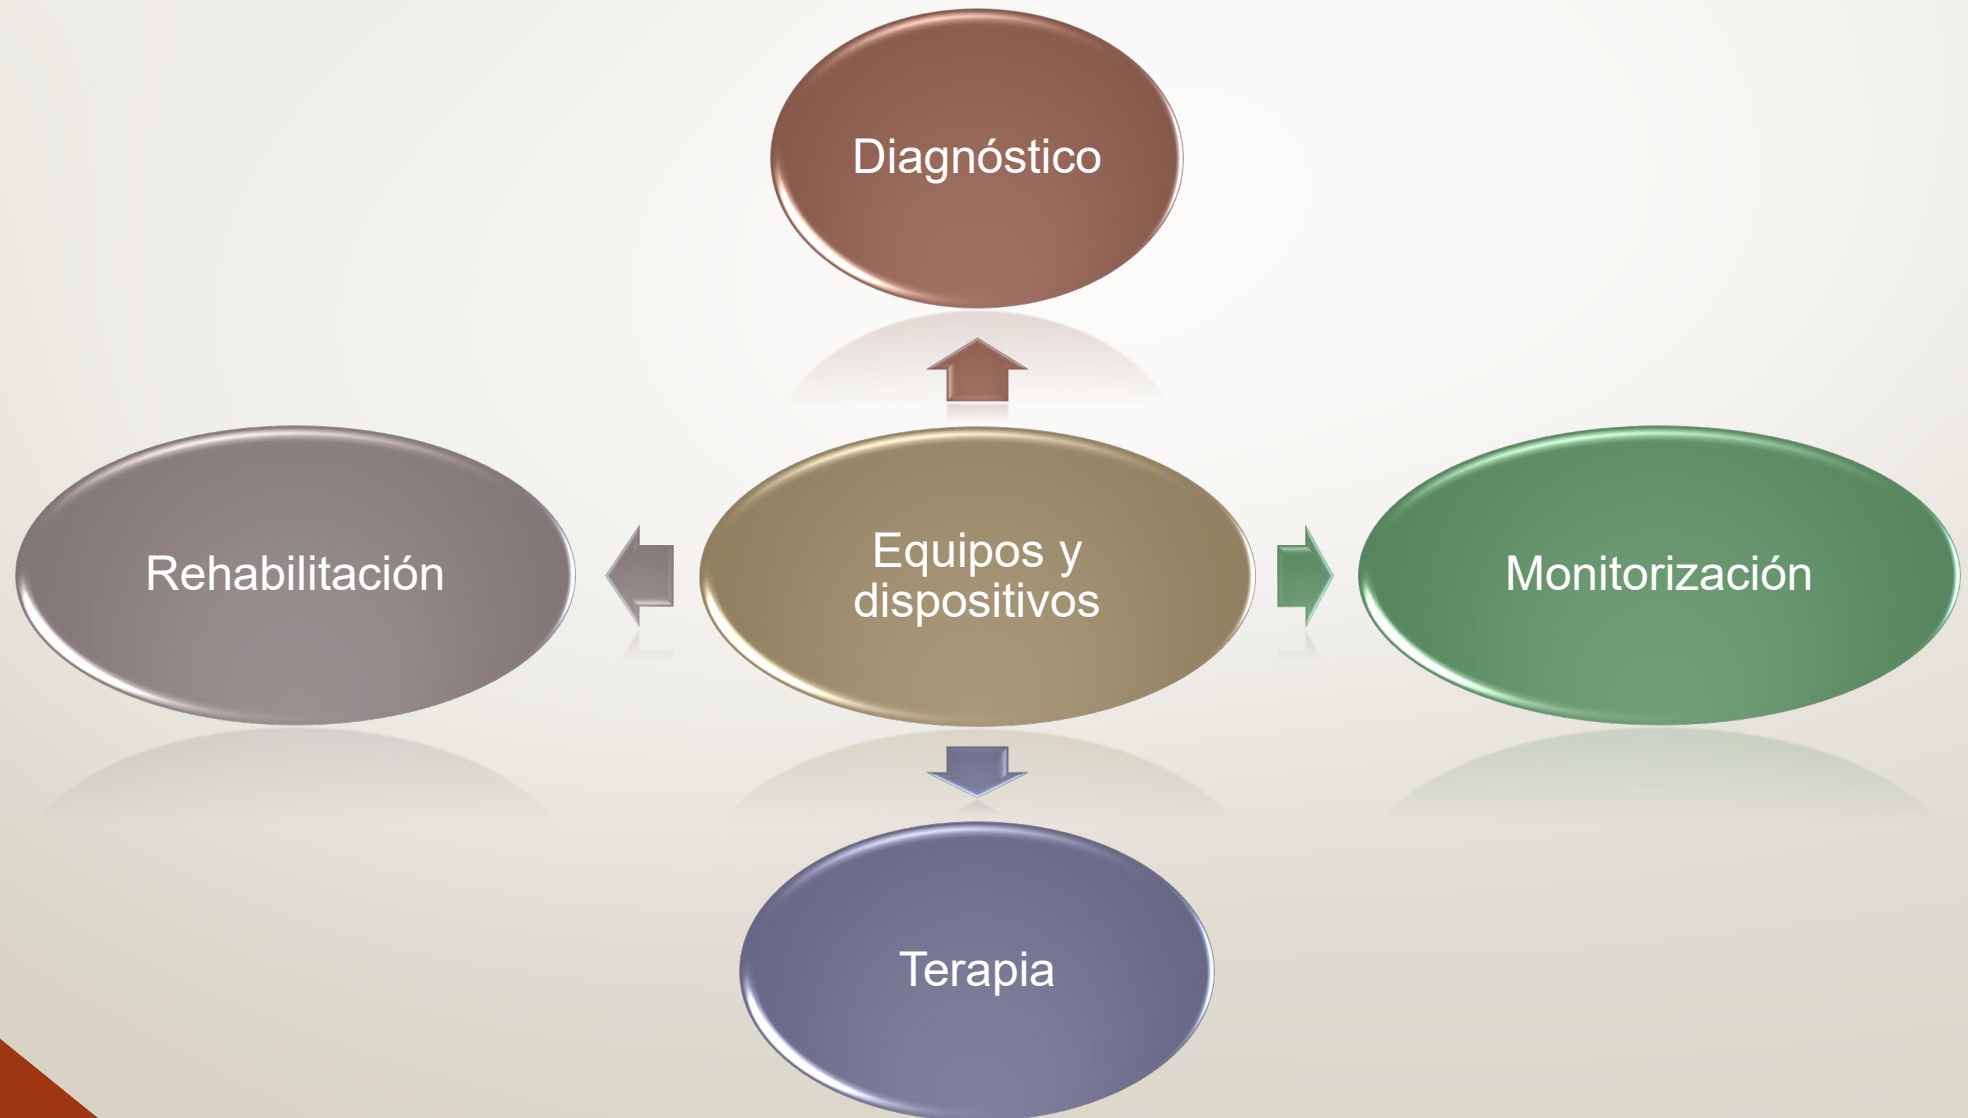 Diagnóstico
Rehabilitación
Equipos y
dispositivos
Monitorización
Terapia